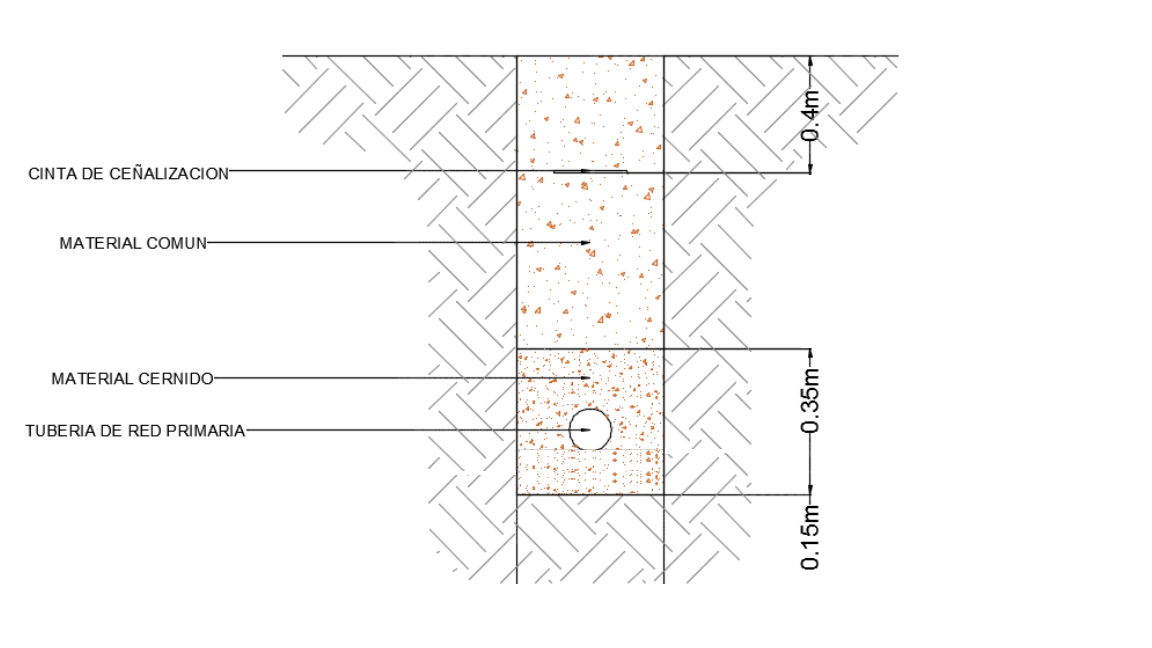 0.4m
CINTA DE CEÑALIZACION
MATERIAL COMUN
MATERIAL CERNIDO
0.35m
TUBERIA DE RED PRIMARIA
0.15m